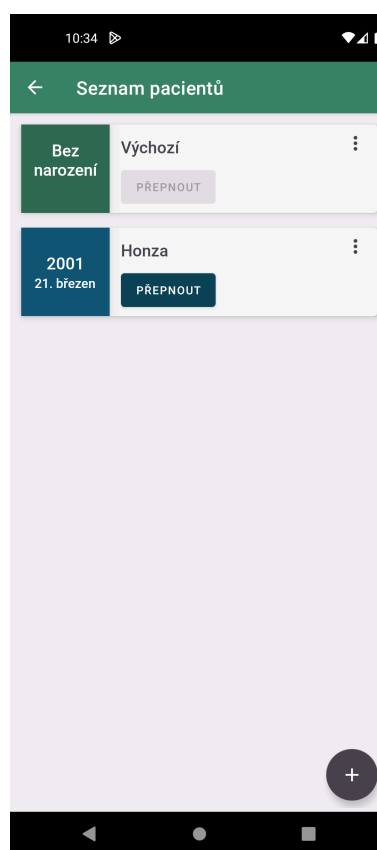 10:34
Seznam pacientů
Bez
narození
Výchozí
PŘEPNOUT
2001
21. březen
Honza
PŘEPNOUT